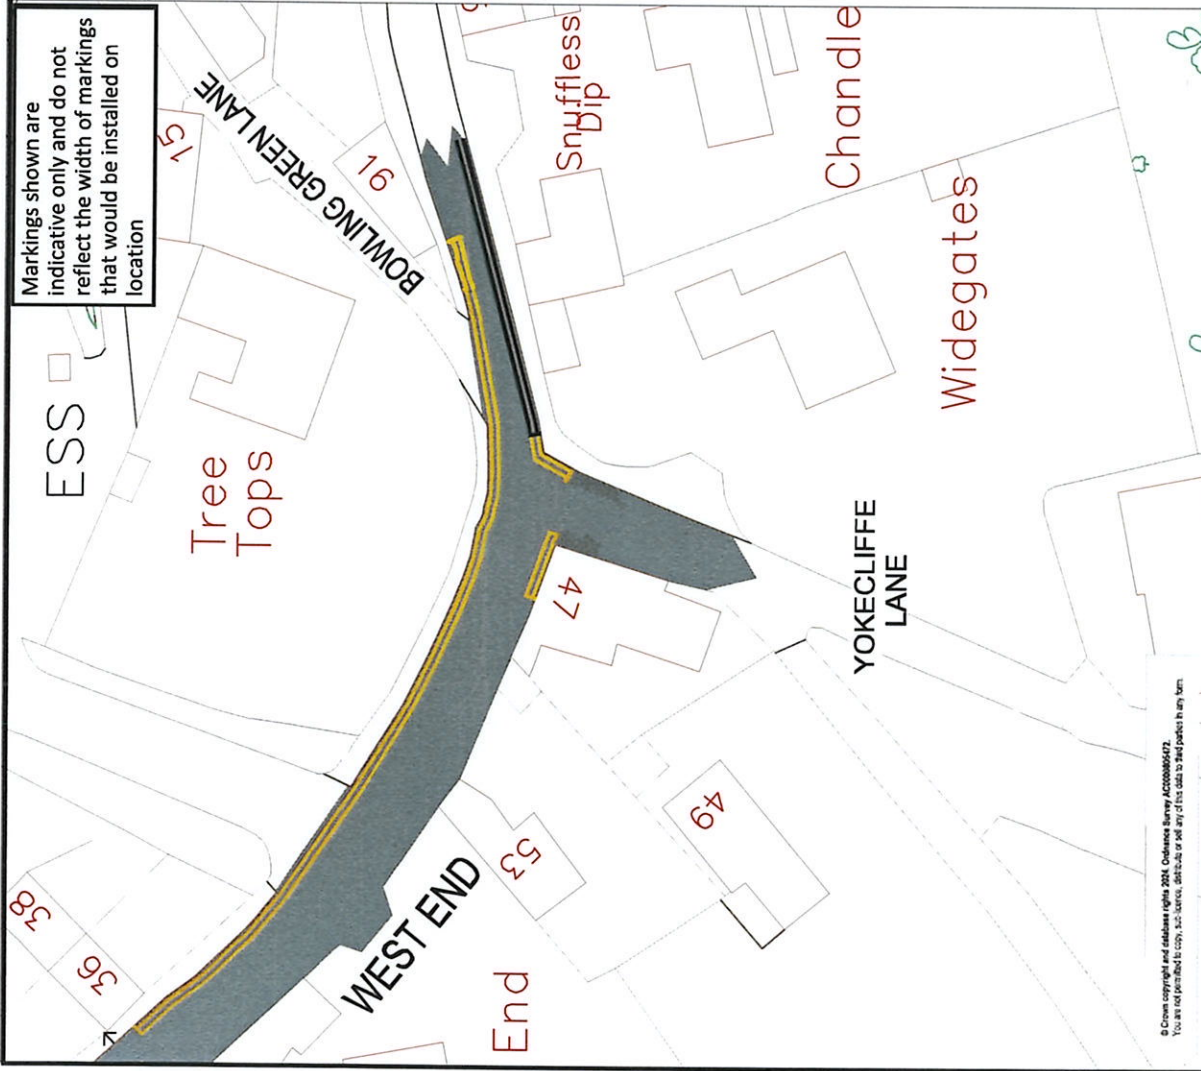 Markings shown are
indicative only and do not
reflect the width of markings
that would be installed on
location
15
BOWLING GREEN LANE
16
Snuffless
Dip
Chandle
ESS
Tree
Tops
Widegates
47
YOKECLIFFE
LANE
38
36
53
49
WEST END
End
© Crown copyright and database rights 2024. Ordnance Survey AC0000805472.
You are not permitted to copy, sub-licence, distribute or sell any of this data to third parties in any form.